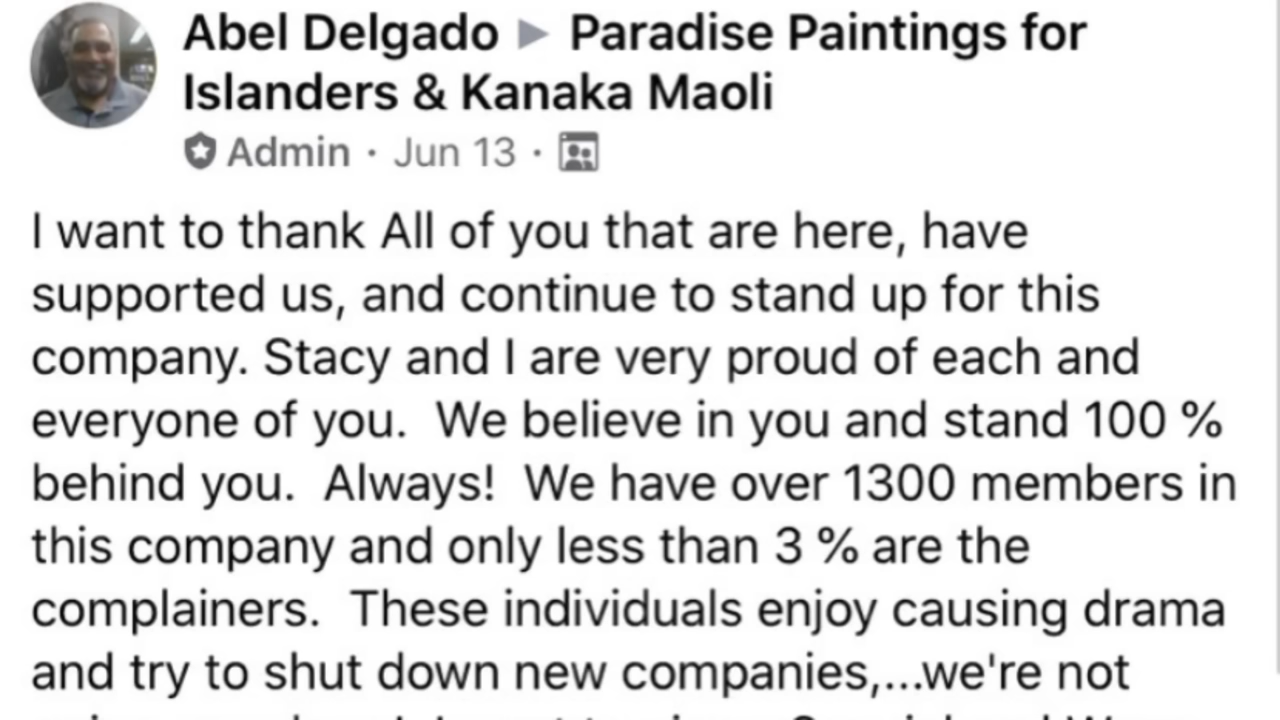 Abel Delgado ▶ Paradise Paintings for
Islanders & Kanaka Maoli
Admin · Jun 13 ·
I want to thank All of you that are here, have
supported us, and continue to stand up for this
company. Stacy and I are very proud of each and
everyone of you.  We believe in you and stand 100 %
behind you.  Always!  We have over 1300 members in
this company and only less than 3 % are the
complainers.  These individuals enjoy causing drama
and try to shut down new companies,...we're not